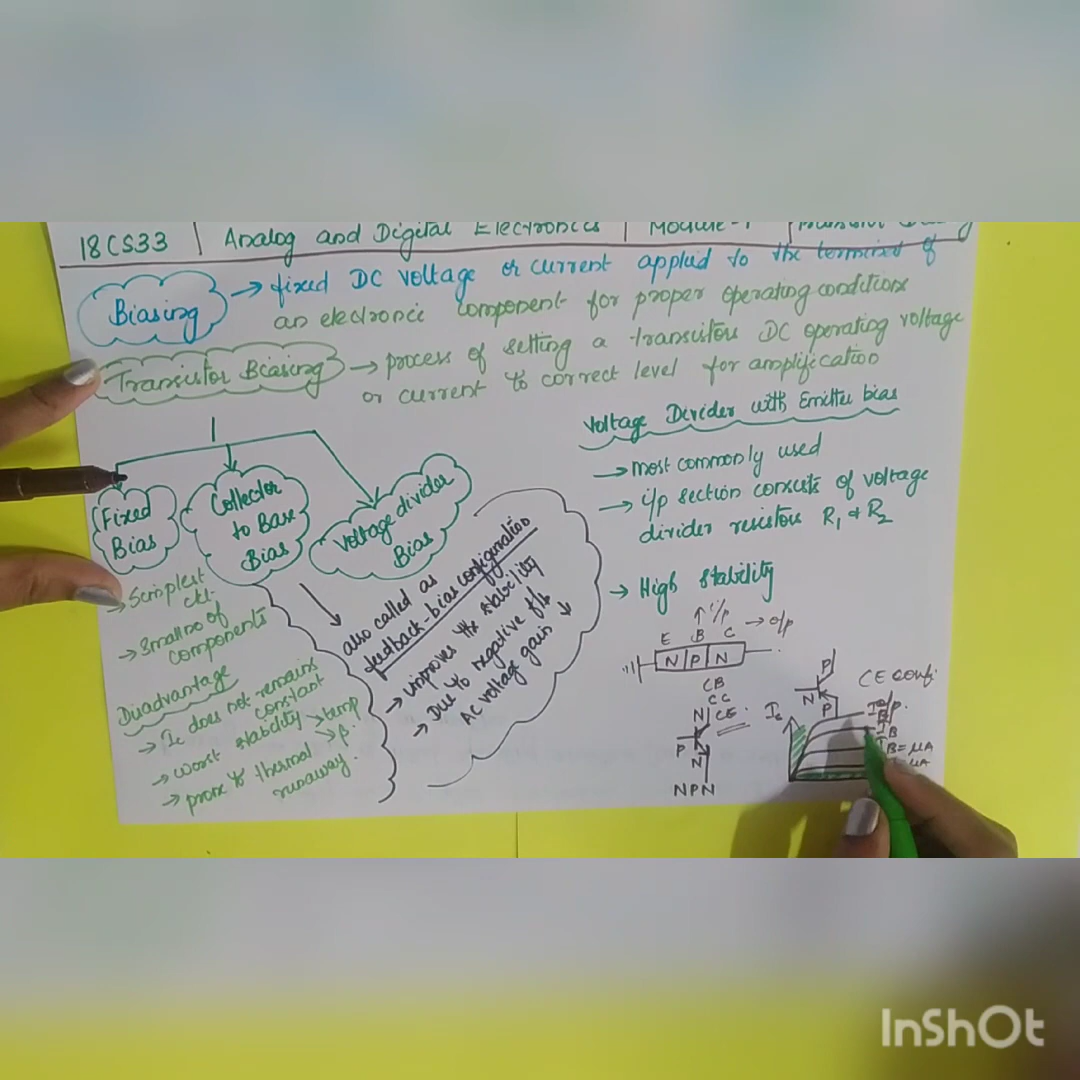 18CS33 | Analog and Digital Electronics | Module-1
Biasing → fixed DC voltage or current applied to the terminals of
an electronic component for proper operating conditions
Transistor Biasing → process of setting a transistors DC operating voltage
or current to correct level for amplification
Fixed
Bias
Collector
to Base
Bias
Voltage divider
Bias
→ Simplest
ckt.
→ Small no of
components
Disadvantage
→ Ic does not remains
constant
→ worst stability → temp
→ β
→ prone to thermal
runaway.
also called as
feedback-bias configuration
→ improves the stability
→ Due to negative f/b
AC voltage gain ↓
Voltage Divider with Emitter bias
→ most commonly used
→ i/p section consists of voltage
divider resistors R1 & R2
→ High stability
↑ i/p
E B C → o/p
N P N
CB
CC
CE
N
P
N
NPN
P
N
P
CE conf:
Ic
o/p.
IB
IB = μA
μA
InShOt